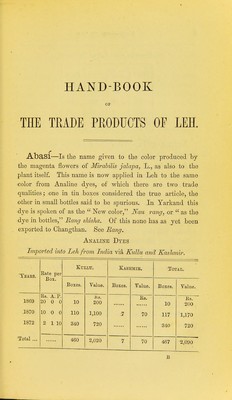 HAND-BOOK
OF
THE TRADE PRODUCTS OF LEH.
Abasí—Is the name given to the color produced by
the magenta flowers of Mirabilis jalapa, L., as also to the
plant itself. This name is now applied in Leh to the same
color from Analine dyes, of which there are two trade
qualities; one in tin boxes considered the true article, the
other in small bottles said to be spurious. In Yarkand this
dye is spoken of as the “ New color,” Nau rang, or “ as the
dye in bottles,” Rang shisha. Of this none has as yet been
exported to Changthan. See Rang.
Analine Dyes
Imported into Leh from India viâ Kullu and Kashmir.
Years. Rate per Box. Kullu. Kashmir. Total.
Boxes. Value. Boxes. Value. Boxes. Value.
Rs. A. P. Rs. Rs. Rs.
1869 20 0 0 10 200 ...... ...... 10 200
1870 10 0 0 110 1,100 7 70 117 1,170
1872 2 1 10 340 720 ...... ...... 340 720
Total ... ...... 460 2,020 7 70 467 2,090
B